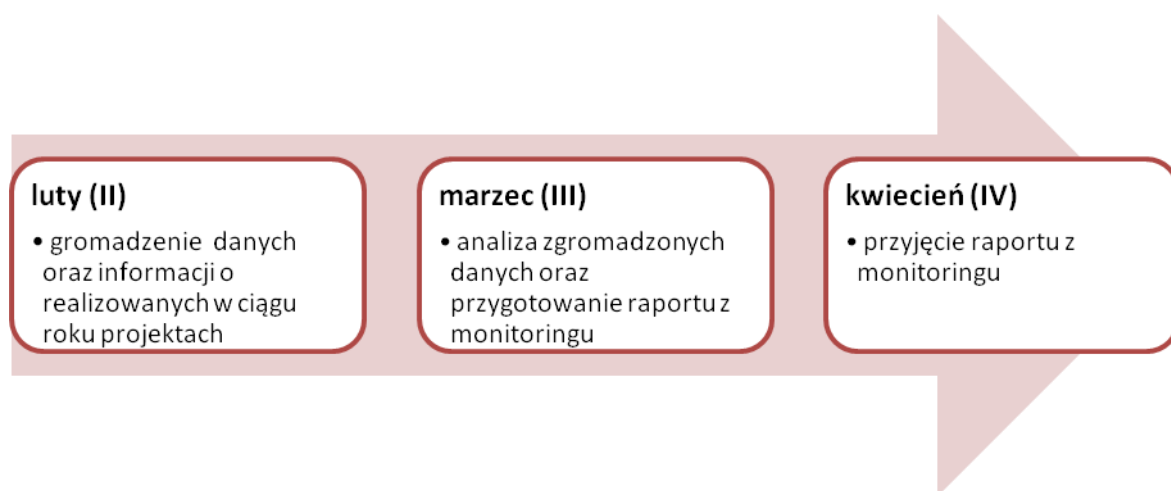 luty (II)
• gromadzenie danych
oraz informacji o
realizowanych w ciągu
roku projektach
marzec (III)
• analiza zgromadzonych
danych oraz
przygotowanie raportu z
monitoringu
kwiecień (IV)
• przyjęcie raportu z
monitoringu